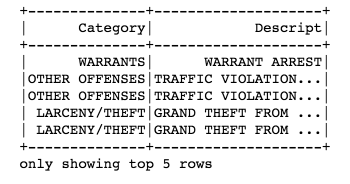 +--------------+--------------------+
|      Category|            Descript|
+--------------+--------------------+
|      WARRANTS|      WARRANT ARREST|
|OTHER OFFENSES|TRAFFIC VIOLATION...|
|OTHER OFFENSES|TRAFFIC VIOLATION...|
| LARCENY/THEFT|GRAND THEFT FROM ...|
| LARCENY/THEFT|GRAND THEFT FROM ...|
+--------------+--------------------+
only showing top 5 rows